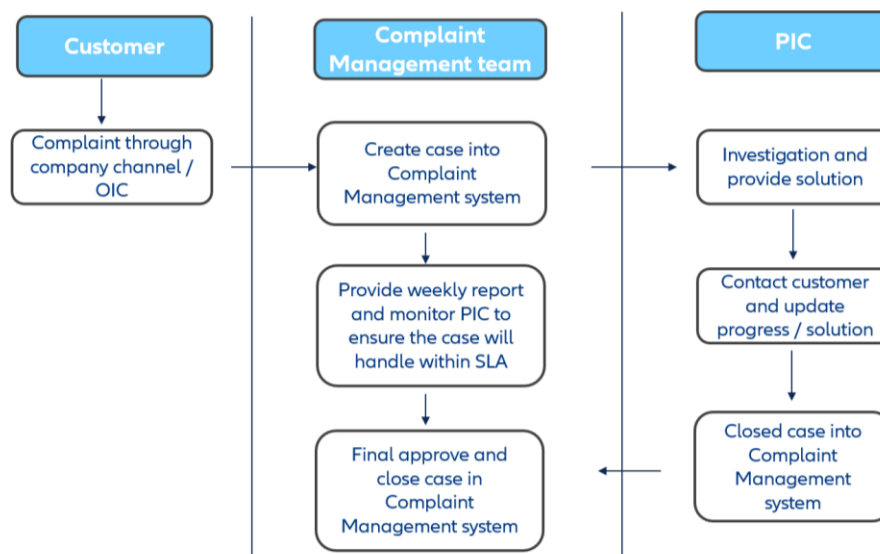 Customer
Complaint through
company channel /
OIC
Complaint
Management team
Create case into
Complaint
Management system
Provide weekly report
and monitor PIC to
ensure the case will
handle within SLA
Final approve and
close case in
Complaint
Management system
PIC
Investigation and
provide solution
Contact customer
and update
progress / solution
Closed case into
Complaint
Management
system